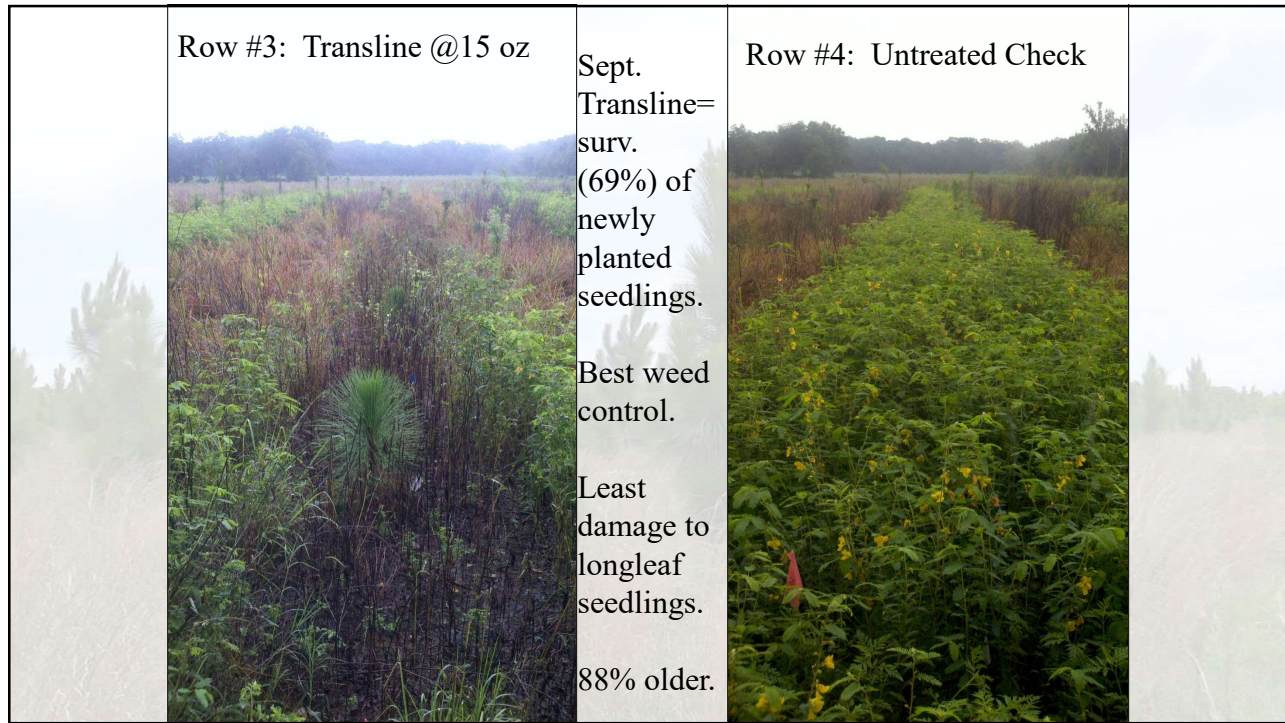 Row #3:  Transline @15 oz
Sept.
Transline=
surv.
(69%) of
newly
planted
seedlings.
Best weed
control.
Least
damage to
longleaf
seedlings.
88% older.
Row #4:  Untreated Check